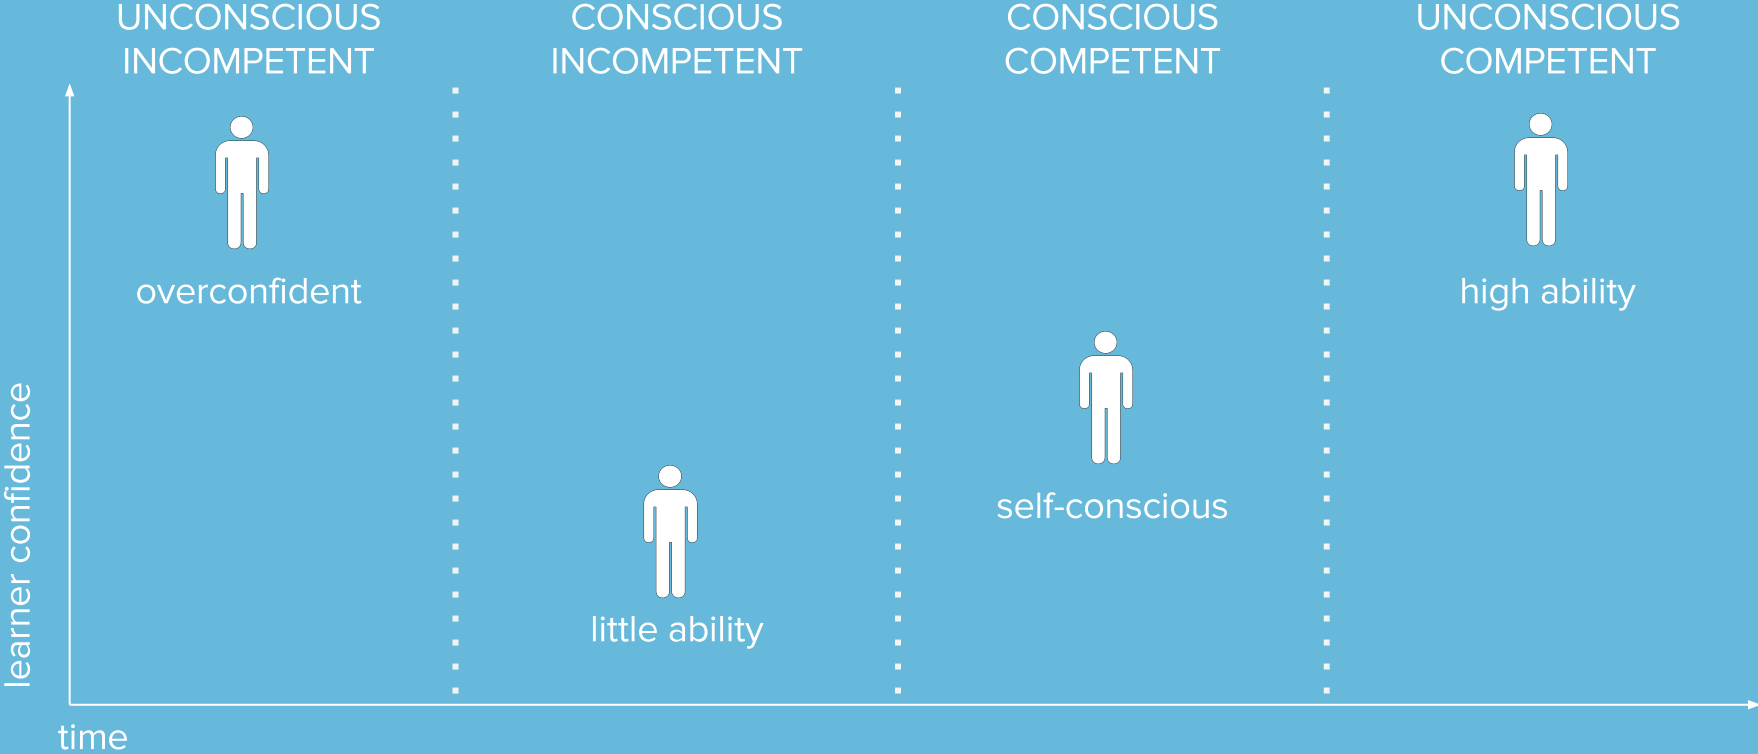 UNCONSCIOUS
INCOMPETENT
CONSCIOUS
INCOMPETENT
CONSCIOUS
COMPETENT
UNCONSCIOUS
COMPETENT
overconfident
high ability
self-conscious
little ability
learner confidence
time